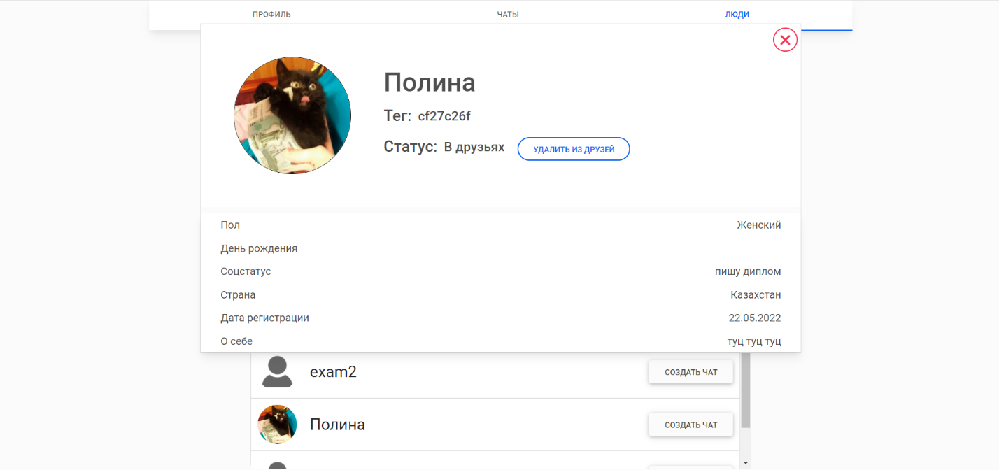 ПРОФИЛЬ ЧАТЫ ЛЮДИ
Полина
Тег: cf27c26f
Статус: В друзьях УДАЛИТЬ ИЗ ДРУЗЕЙ
Пол Женский
День рождения
Соцстатус пишу диплом
Страна Казахстан
Дата регистрации 22.05.2022
О себе туц туц туц
exam2 СОЗДАТЬ ЧАТ
Полина СОЗДАТЬ ЧАТ